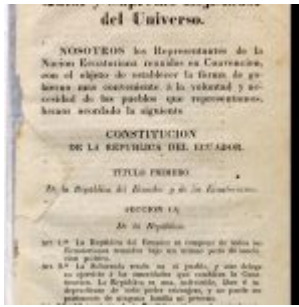 del Universo.
NOSOTROS los Representantes de la
Nacion Ecuatoriana reunidos en Convencion,
con el objeto de establecer la forma de go-
bierno mas conveniente á la voluntad y ne-
cesidad de los pueblos que representamos,
hemos acordado la siguiente
CONSTITUCION
DE LA REPUBLICA DEL ECUADOR.
TITULO PRIMERO
De la República del Ecuador y de los Ecuatorianos.
SECCION 1ª
De la República.
Art. 1.º La República del Ecuador se compone de todos los
Ecuatorianos reunidos bajo un mismo pacto de asocia-
cion política.
Art. 2.º La Soberanía reside en el pueblo, y este delega
su ejercicio á las autoridades que establece la Cons-
titucion. La República es una, indivisible, libre é in-
dependiente de todo poder extrangero, y no puede ser
patrimonio de ninguna familia ni persona.